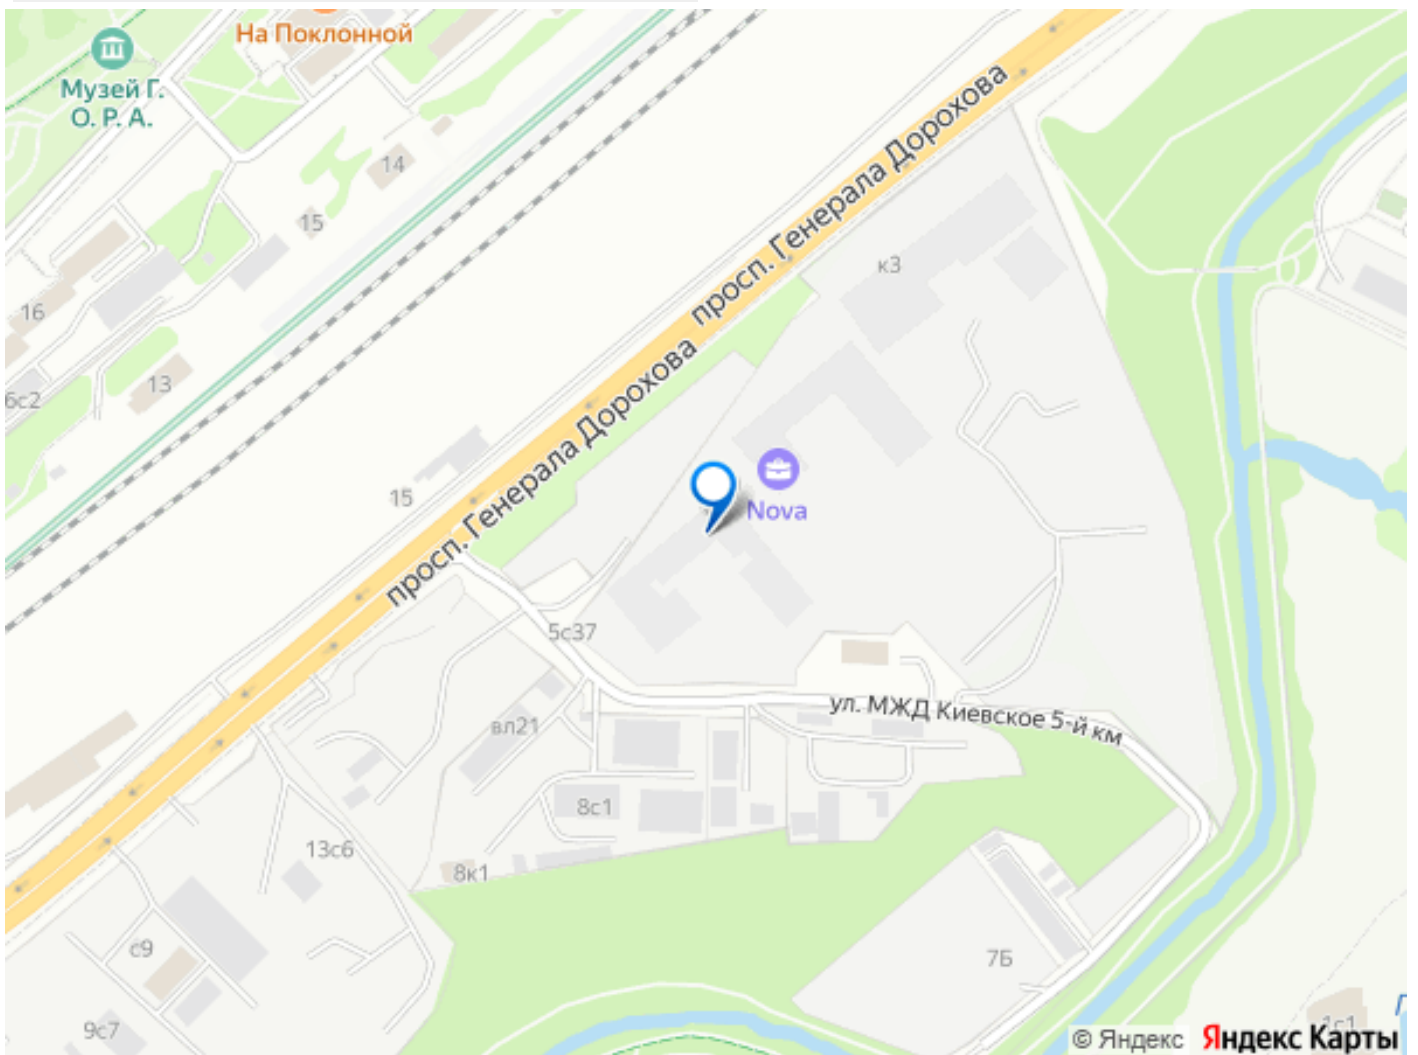 На Поклонной
Музей Г.
О. Р. А.
просп. Генерала Дорохова
14
15
к3
16
просп. Генерала Дорохова
13
6с2
15
Nova
5с37
ул. МЖД Киевское 5-й км
вл21
8с1
13с6
8к1
с9
7Б
9с7
1с1
© Яндекс Яндекс Карты